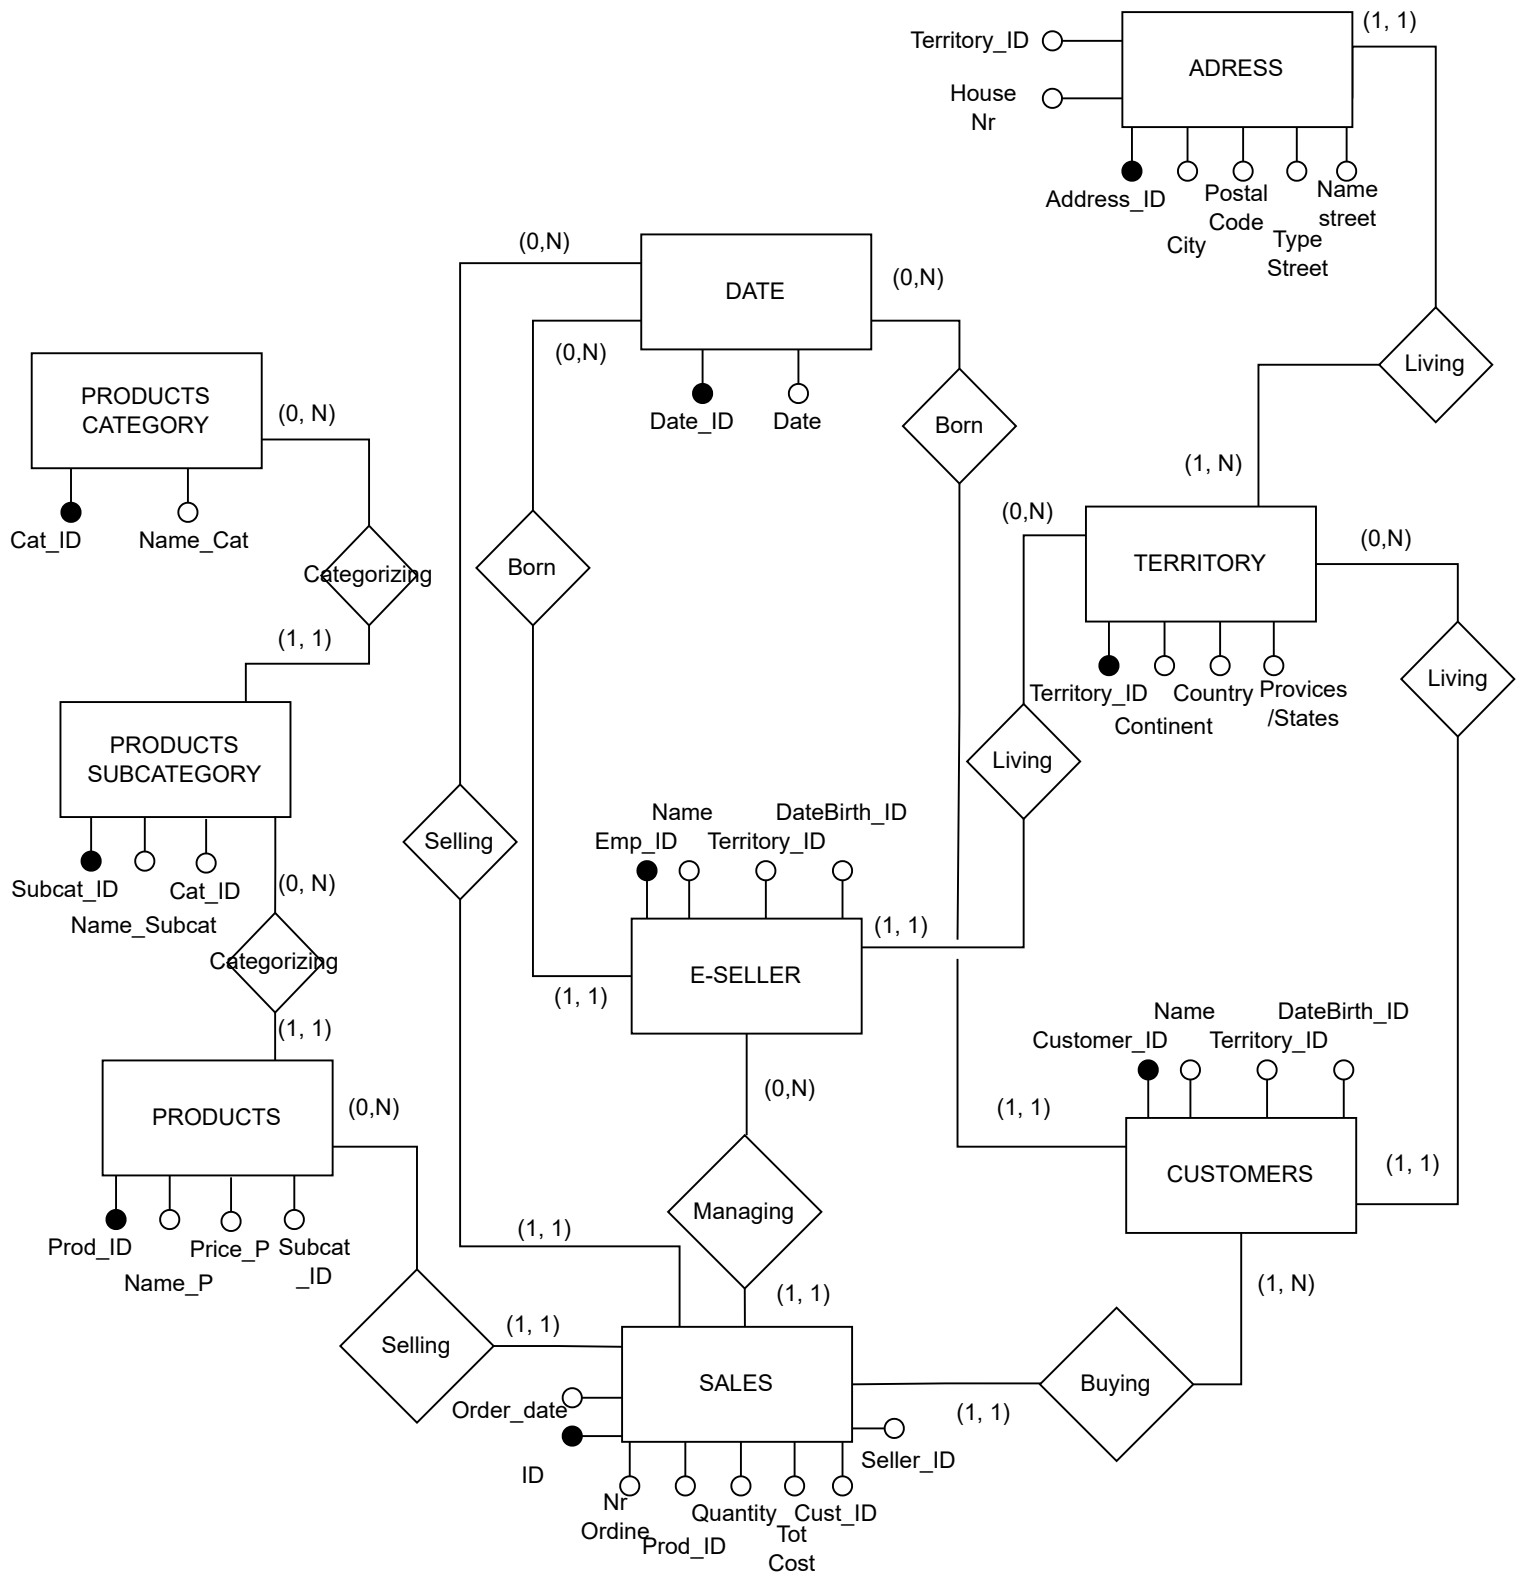 (1, 1)
Territory_ID
ADRESS
House
Nr
Address_ID
Postal
Code
Name
street
City
Type
Street
(0,N)
DATE
(0,N)
(0,N)
Living
PRODUCTS
CATEGORY
(0, N)
Date_ID
Date
Born
(1, N)
Cat_ID
Name_Cat
(0,N)
(0,N)
Categorizing
Born
TERRITORY
(1, 1)
Territory_ID
Country
Provices
/States
Continent
Living
PRODUCTS
SUBCATEGORY
Living
Name
DateBirth_ID
Emp_ID
Territory_ID
Selling
Subcat_ID
Cat_ID
(0, N)
Name_Subcat
(1, 1)
Categorizing
E-SELLER
(1, 1)
(1, 1)
Name
DateBirth_ID
Customer_ID
Territory_ID
(0,N)
PRODUCTS
(0,N)
(1, 1)
CUSTOMERS
(1, 1)
Managing
Prod_ID
Price_P
Subcat
_ID
Name_P
(1, 1)
(1, 1)
(1, N)
Selling
(1, 1)
SALES
Buying
(1, 1)
Order_date
ID
Seller_ID
Nr
Ordine
Quantity
Cust_ID
Prod_ID
Tot
Cost